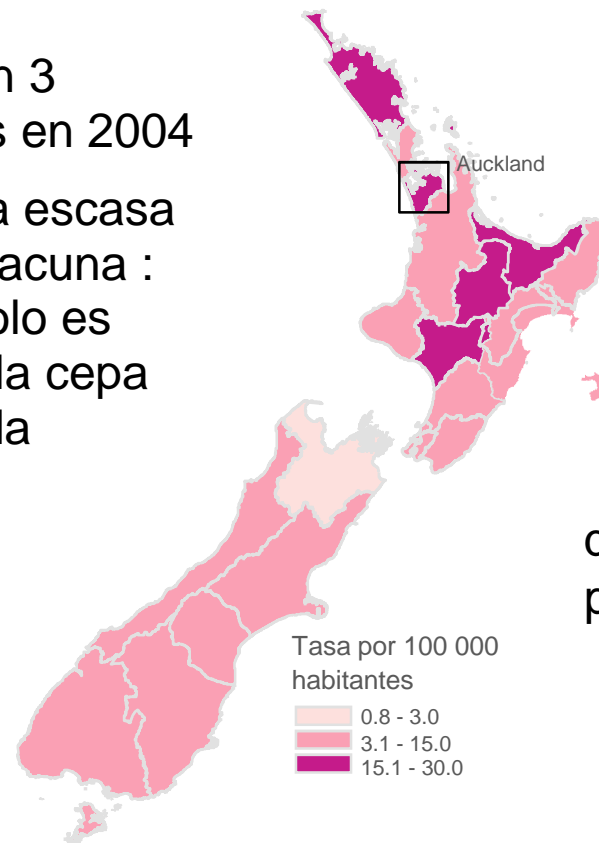 n 3
s en 2004
a escasa
acuna :
olo es
la cepa
la
Auckland
Tasa por 100 000
habitantes
0.8 - 3.0
3.1 - 15.0
15.1 - 30.0